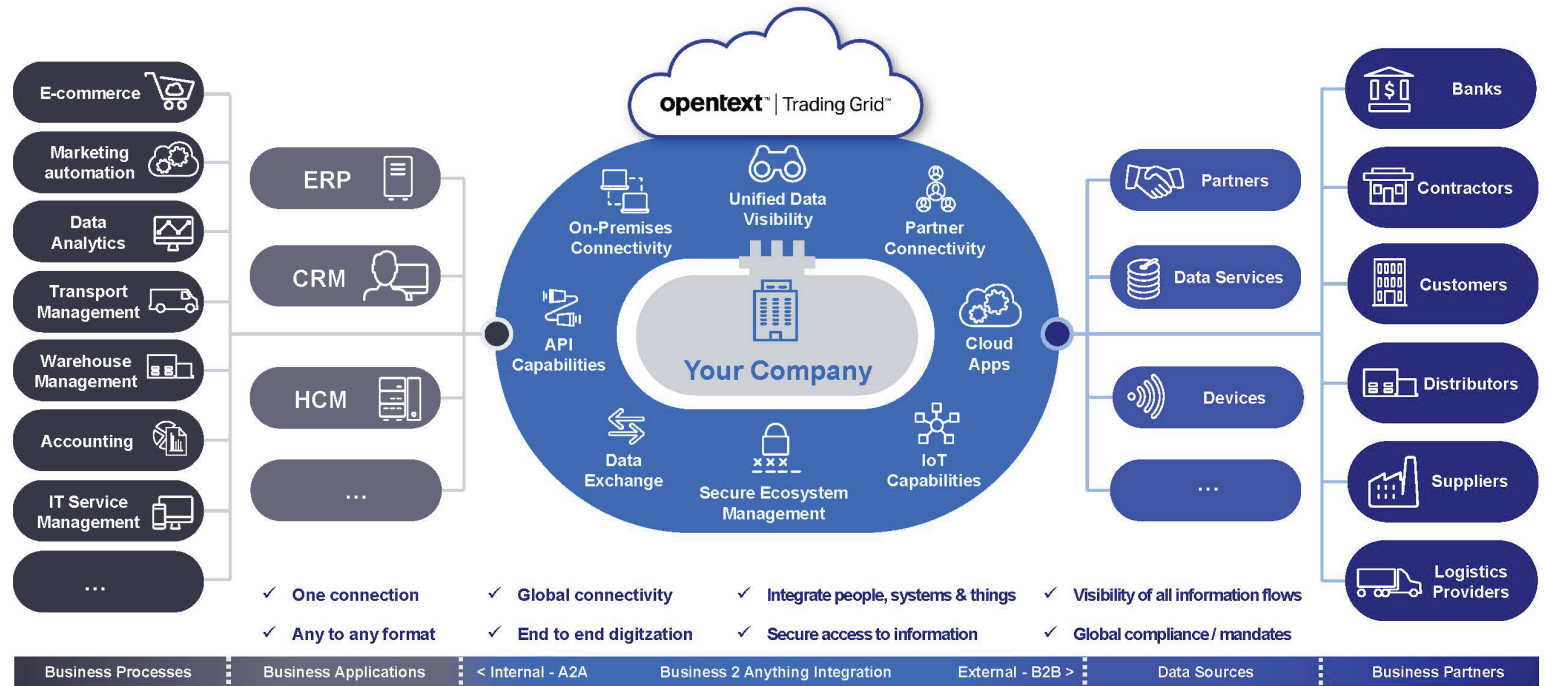 opentext™ | Trading Grid™
E-commerce
Marketing
automation
Data
Analytics
Transport
Management
Warehouse
Management
Accounting
IT Service
Management
...
ERP
CRM
HCM
...
Unified Data
Visibility
On-Premises
Connectivity
Partner
Connectivity
API
Capabilities
Cloud
Apps
Your Company
Data
Exchange
Secure Ecosystem
Management
xxx
IoT
Capabilities
Partners
Data Services
Devices
...
$
Banks
Contractors
Customers
Distributors
Suppliers
Logistics
Providers
✓ One connection
✓ Global connectivity
✓ Integrate people, systems & things
✓ Visibility of all information flows
✓ Any to any format
✓ End to end digitzation
✓ Secure access to information
✓ Global compliance / mandates
Business Processes
Business Applications
< Internal - A2A
Business 2 Anything Integration
External - B2B >
Data Sources
Business Partners